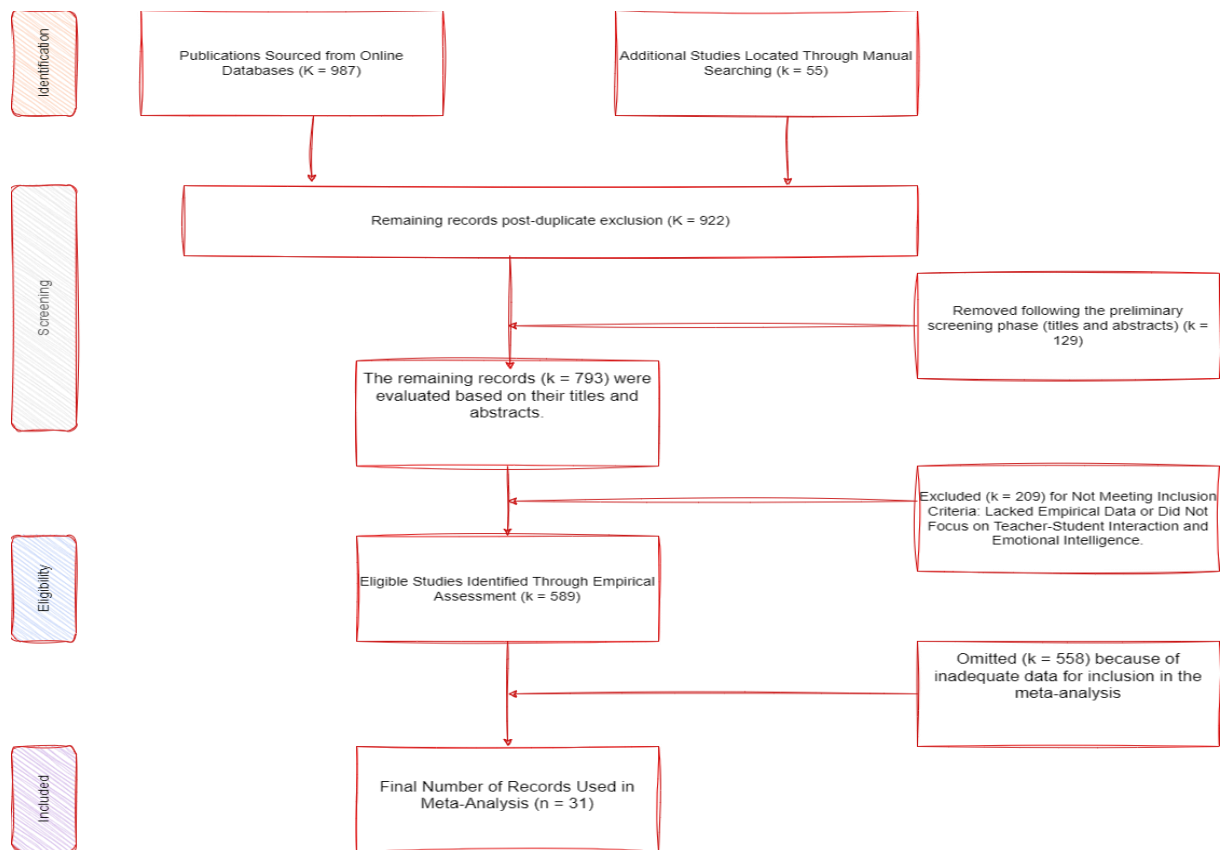 Identification
Publications Sourced from Online
Databases (K = 987)
Additional Studies Located Through Manual
Searching (k = 55)
Screening
Remaining records post-duplicate exclusion (K = 922)
Removed following the preliminary
screening phase (titles and abstracts) (k =
129)
The remaining records (k = 793) were
evaluated based on their titles and
abstracts.
Excluded (k = 209) for Not Meeting Inclusion
Criteria: Lacked Empirical Data or Did Not
Focus on Teacher-Student Interaction and
Emotional Intelligence.
Eligibility
Eligible Studies Identified Through Empirical
Assessment (k = 589)
Omitted (k = 558) because of
inadequate data for inclusion in the
meta-analysis
Included
Final Number of Records Used in
Meta-Analysis (n = 31)